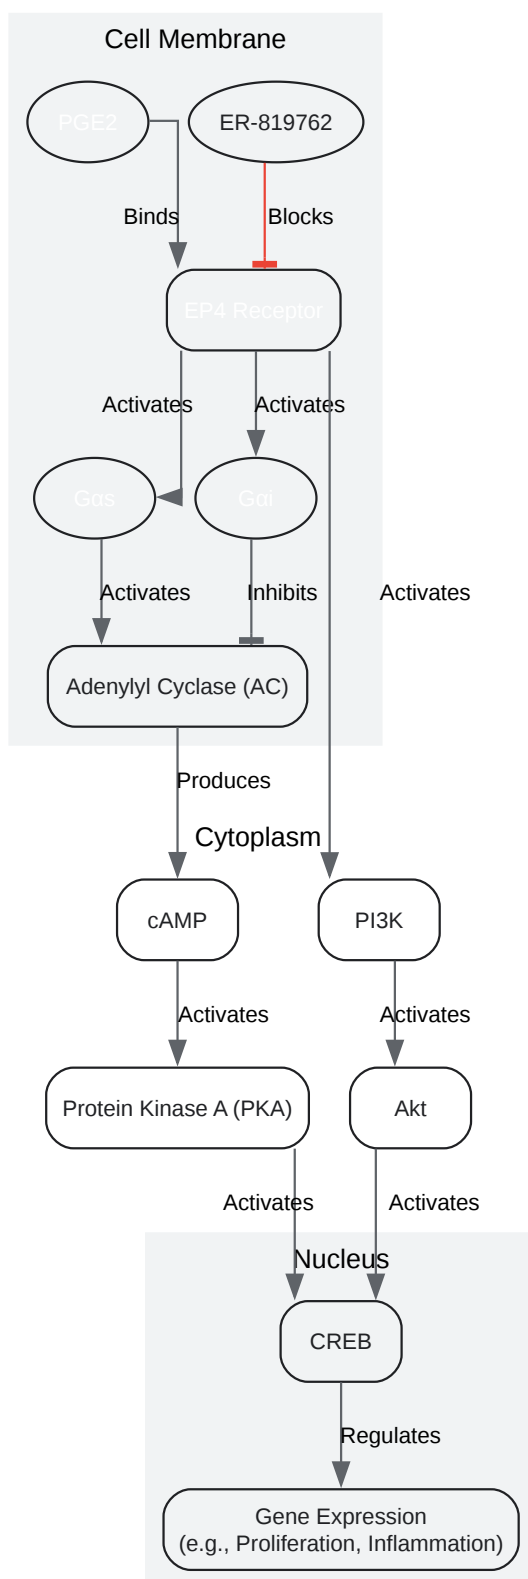 Cell Membrane
PGE2
ER-819762
Binds
Blocks
EP4 Receptor
Activates
Activates
Gαs
Gαi
Activates
Inhibits
Activates
Adenylyl Cyclase (AC)
Produces
Cytoplasm
cAMP
PI3K
Activates
Activates
Protein Kinase A (PKA)
Akt
Activates
Activates
Nucleus
CREB
Regulates
Gene Expression
(e.g., Proliferation, Inflammation)